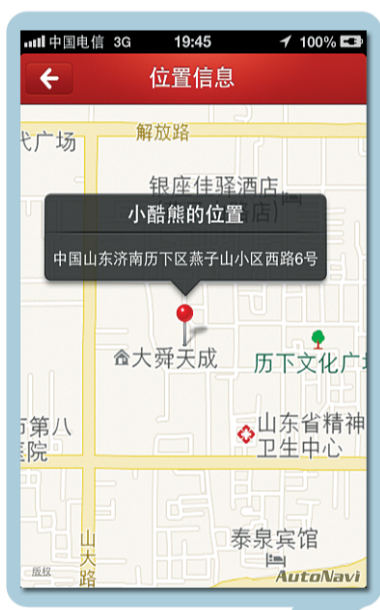 中国电信 3G 19:45 100%
位置信息
解放路
广场
银座佳驿酒店
店)
小酷熊的位置
中国山东济南历下区燕子山小区西路6号
大舜天成
历下文化广
第八
医院
山东省精神
卫生中心
山大路
泰泉宾馆
版权
AutoNavi